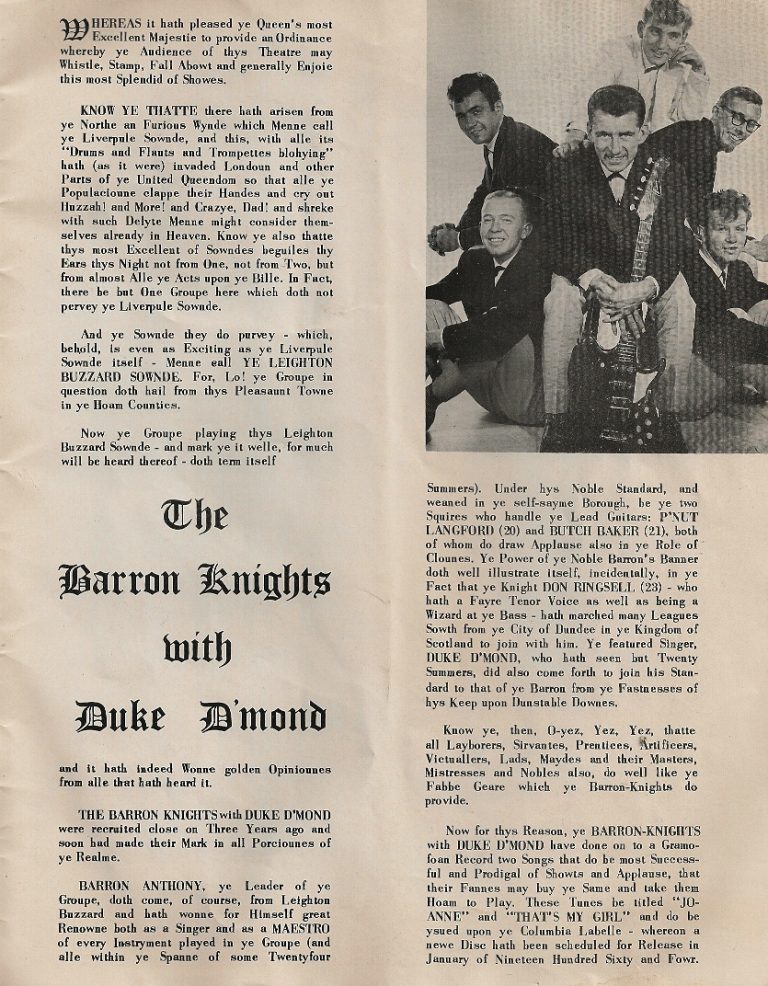 WHEREAS it hath pleased ye Queen's most
Excellent Majestie to provide an Ordinance
whereby ye Audience of thys Theatre may
Whistle, Stamp, Fall Abowt and generally Enjoie
this most Splendid of Showes.
KNOW YE THATTE there hath arisen from
ye Northe an Furious Wynde which Menne call
ye Liverpule Sownde, and this, with alle its
"Drums and Flauts and Trompettes blohying"
hath (as it were) invaded Londoun and other
Parts of ye United Queendom so that alle ye
Populacioune clappe their Handes and cry out
Huzzah! and More! and Crazye, Dad! and shreke
with such Delyte Menne might consider them-
selves already in Heaven. Know ye also thatte
thys most Excellent of Sowndes beguiles thy
Ears thys Night not from One, not from Two, but
from almost Alle ye Acts upon ye Bille. In Fact,
there be but One Groupe here which doth not
pervey ye Liverpule Sownde.
And ye Sownde they do purvey - which,
behold, is even as Exciting as ye Liverpule
Sownde itself - Menne call YE LEIGHTON
BUZZARD SOWNDE. For, Lo! ye Groupe in
question doth hail from thys Pleasaunt Towne
in ye Hoam Counties.
Now ye Groupe playing thys Leighton
Buzzard Sownde - and mark ye it welle, for much
will be heard thereof - doth term itself
The
Barron Knights
with
Duke D'mond
and it hath indeed Wonne golden Opiniounes
from alle that hath heard it.
THE BARRON KNIGHTS with DUKE D'MOND
were recruited close on Three Years ago and
soon had made their Mark in all Porciounes of
ye Realme.
BARRON ANTHONY, ye Leader of ye
Groupe, doth come, of course, from Leighton
Buzzard and hath wonne for Himself great
Renowne both as a Singer and as a MAESTRO
of every Instryment played in ye Groupe (and
alle within ye Spanne of some Twentyfour
Summers). Under hys Noble Standard, and
weaned in ye self-sayme Borough, be ye two
Squires who handle ye Lead Guitars: P'NUT
LANGFORD (20) and BUTCH BAKER (21), both
of whom do draw Applause also in ye Role of
Clounes. Ye Power of ye Noble Barron's Banner
doth well illustrate itself, incidentally, in ye
Fact that ye Knight DON RINGSELL (23) - who
hath a Fayre Tenor Voice as well as being a
Wizard at ye Bass - hath marched many Leagues
Sowth from ye City of Dundee in ye Kingdom of
Scotland to join with him. Ye featured Singer,
DUKE D'MOND, who hath seen but Twenty
Summers, did also come forth to join his Stan-
dard to that of ye Barron from ye Fastnesses of
hys Keep upon Dunstable Downes.
Know ye, then, O-yez, Yez, Yez, thatte
all Layborers, Sirvantes, Prentices, Artificers,
Victuallers, Lads, Maydes and their Masters,
Mistresses and Nobles also, do well like ye
Fabbe Geare which ye Barron-Knights do
provide.
Now for thys Reason, ye BARRON-KNIGHTS
with DUKE D'MOND have done on to a Gramo-
foan Record two Songs that do be most Success-
ful and Prodigal of Showts and Applause, that
their Fannes may buy ye Same and take them
Hoam to Play. These Tunes be titled "JO-
ANNE" and "THAT'S MY GIRL" and do be
ysued upon ye Columbia Labelle - whereon a
newe Disc hath been scheduled for Release in
January of Nineteen Hundred Sixty and Fowr.